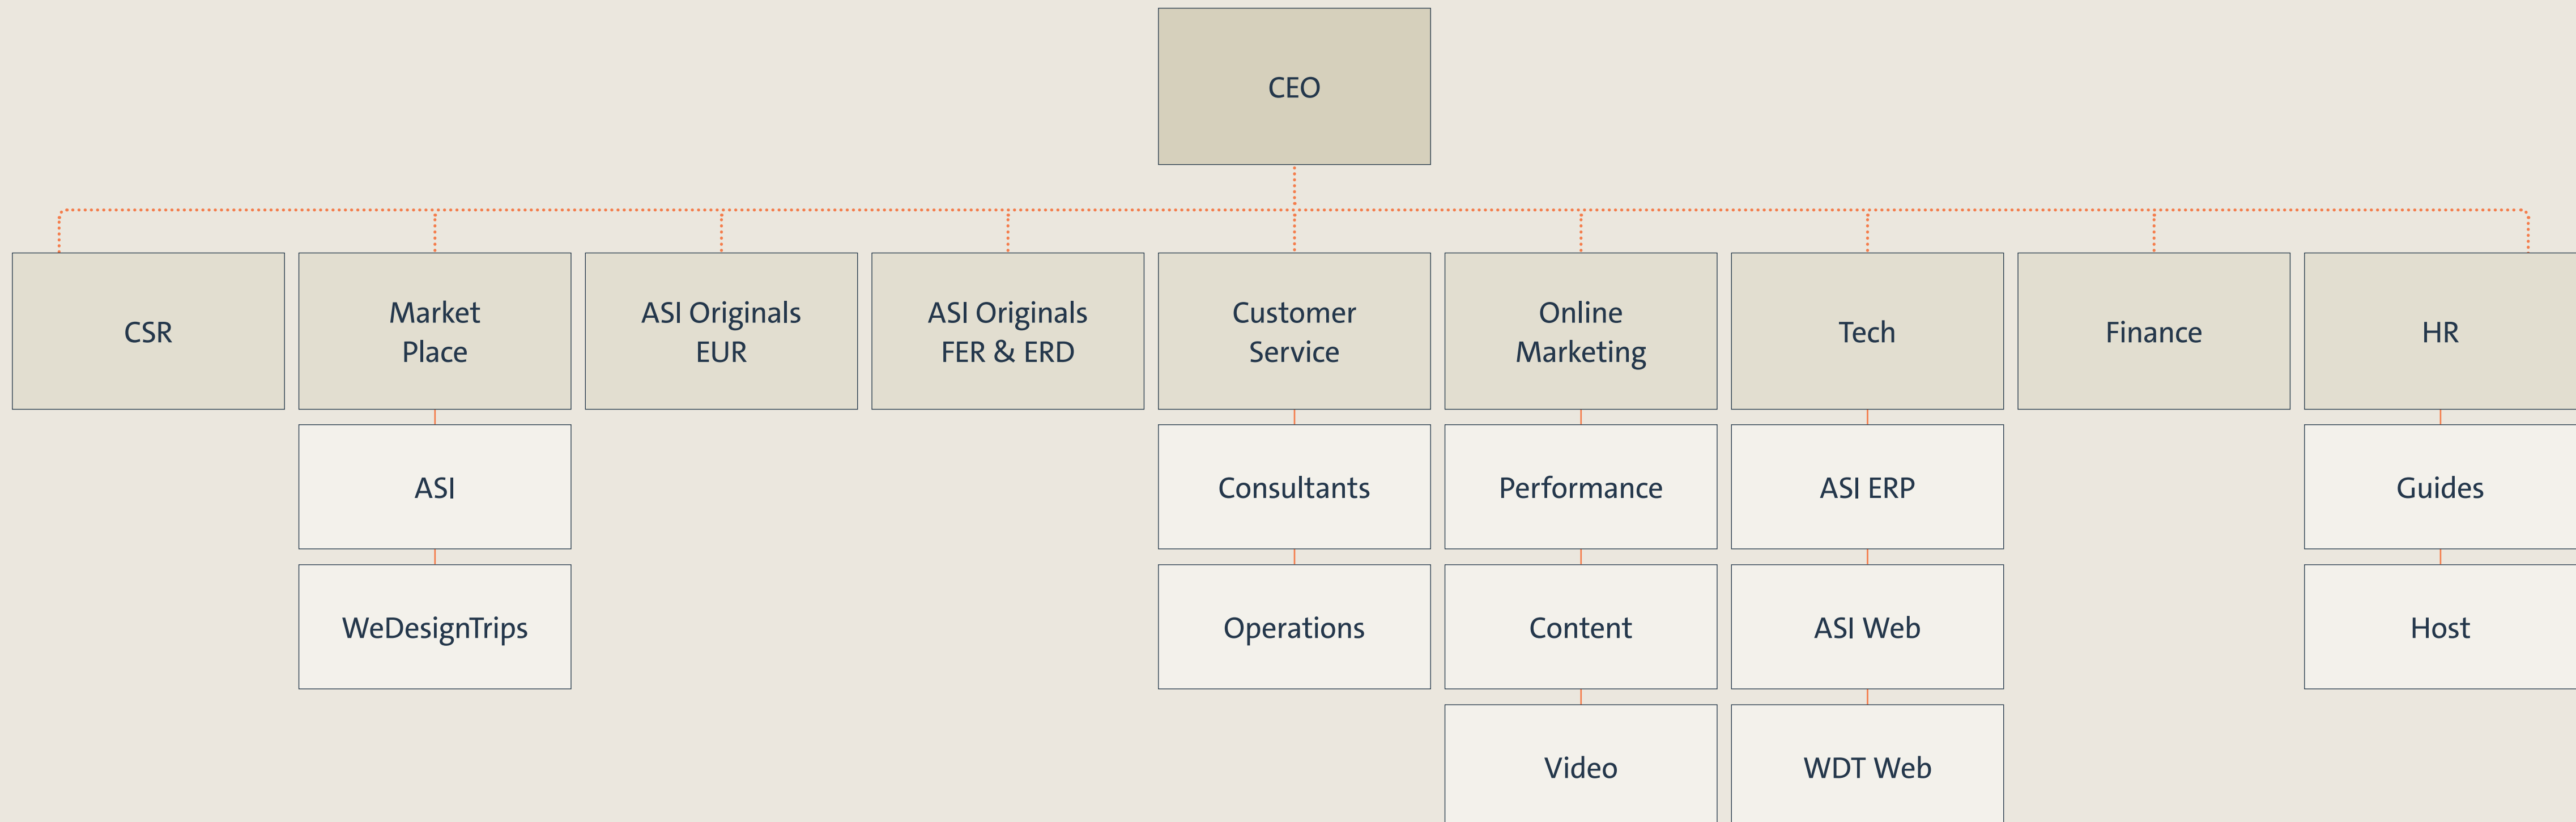 CEO
CSR
Market
Place
ASI Originals
EUR
ASI Originals
FER & ERD
Customer
Service
Online
Marketing
Tech
Finance
HR
ASI
Consultants
Performance
ASI ERP
Guides
WeDesignTrips
Operations
Content
ASI Web
Host
Video
WDT Web